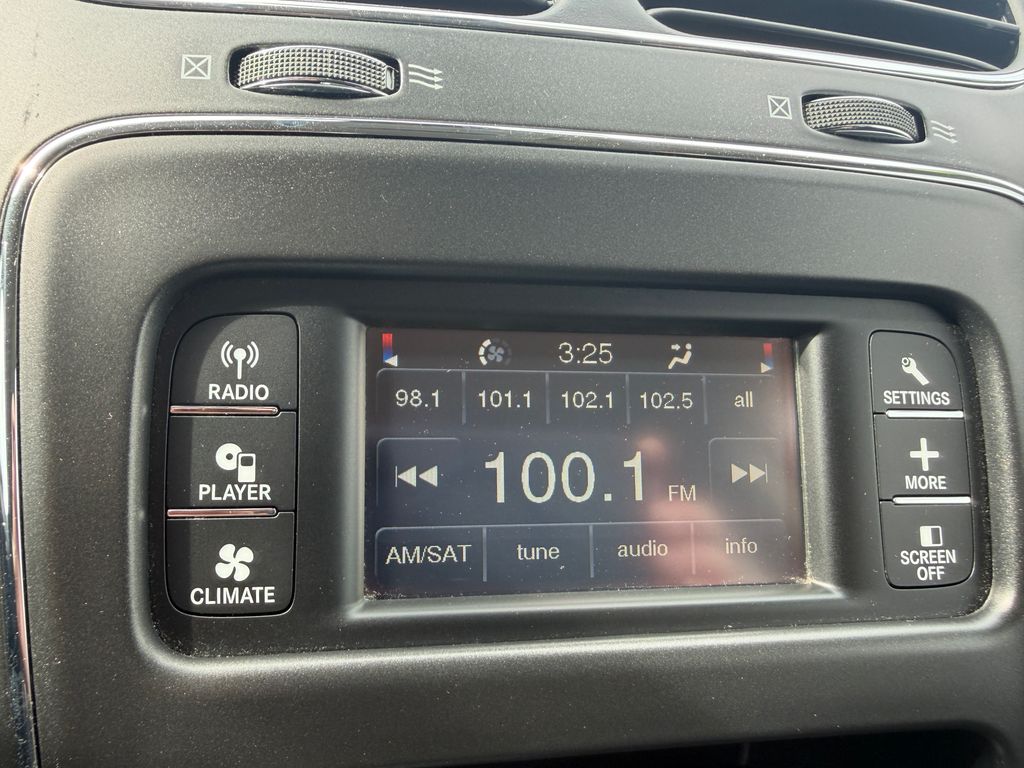 3:25
98.1 101.1 102.1 102.5 all
100.1 FM
AM/SAT tune audio info
RADIO
PLAYER
CLIMATE
SETTINGS
MORE
SCREEN
OFF